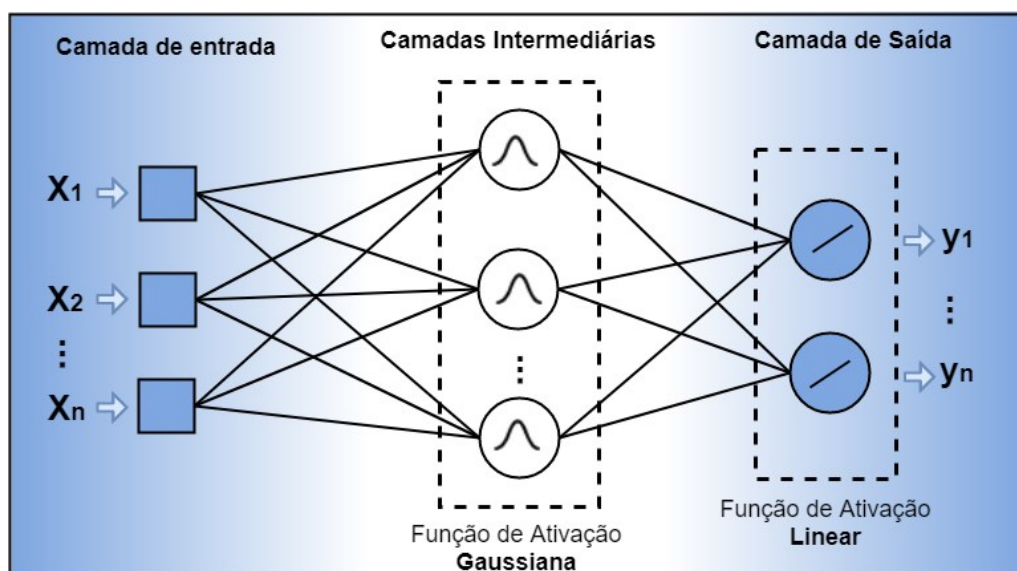 Camada de entrada
Camadas Intermediárias
Camada de Saída
X1
X2
⋮
Xn
⋮
y1
⋮
yn
Função de Ativação
Gaussiana
Função de Ativação
Linear